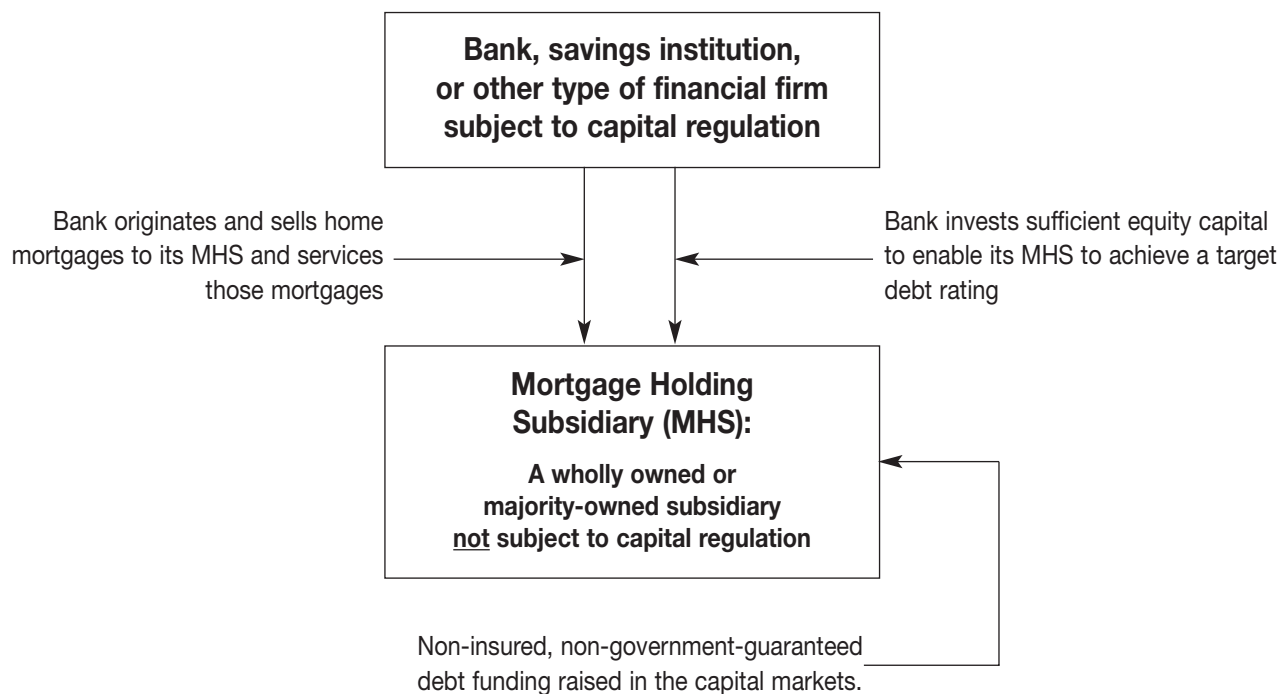 Bank, savings institution,
or other type of financial firm
subject to capital regulation
Bank originates and sells home
mortgages to its MHS and services
those mortgages
Bank invests sufficient equity capital
to enable its MHS to achieve a target
debt rating
Mortgage Holding
Subsidiary (MHS):
A wholly owned or
majority-owned subsidiary
not subject to capital regulation
Non-insured, non-government-guaranteed
debt funding raised in the capital markets.